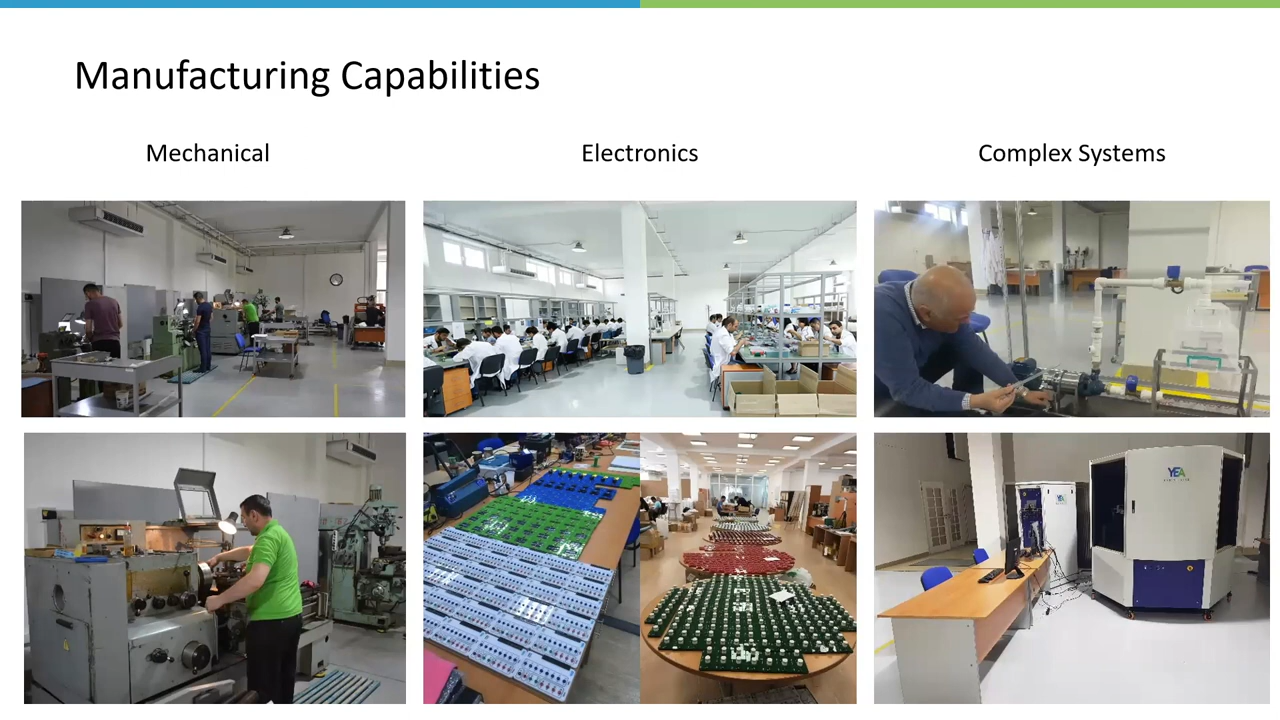 Manufacturing Capabilities
Mechanical
Electronics
Complex Systems
YEA